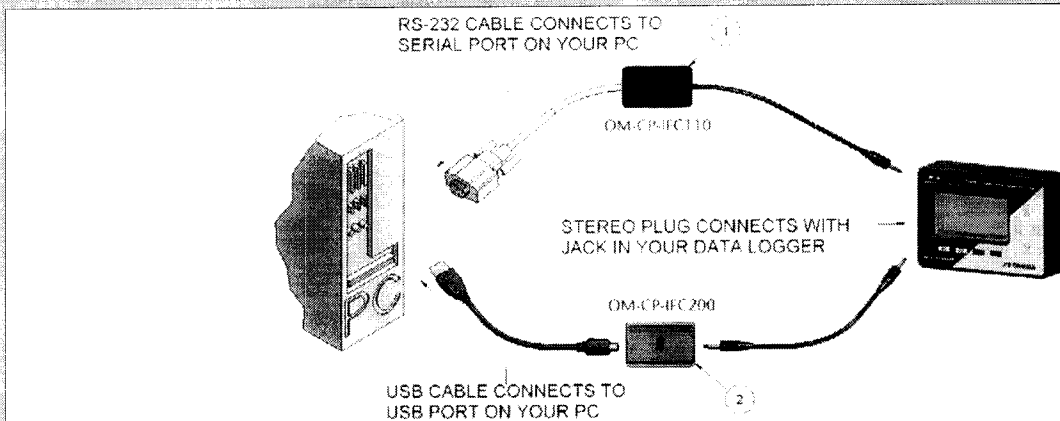 RS-232 CABLE CONNECTS TO
SERIAL PORT ON YOUR PC
1
OM-CP-IFC110
STEREO PLUG CONNECTS WITH
JACK IN YOUR DATA LOGGER
OM-CP-IFC200
PC
USB CABLE CONNECTS TO
USB PORT ON YOUR PC
2